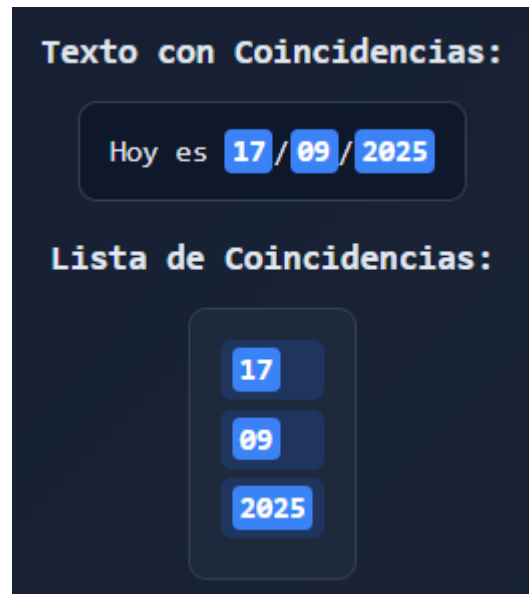 Texto con Coincidencias:
Hoy es 17/09/2025
Lista de Coincidencias:
17
09
2025